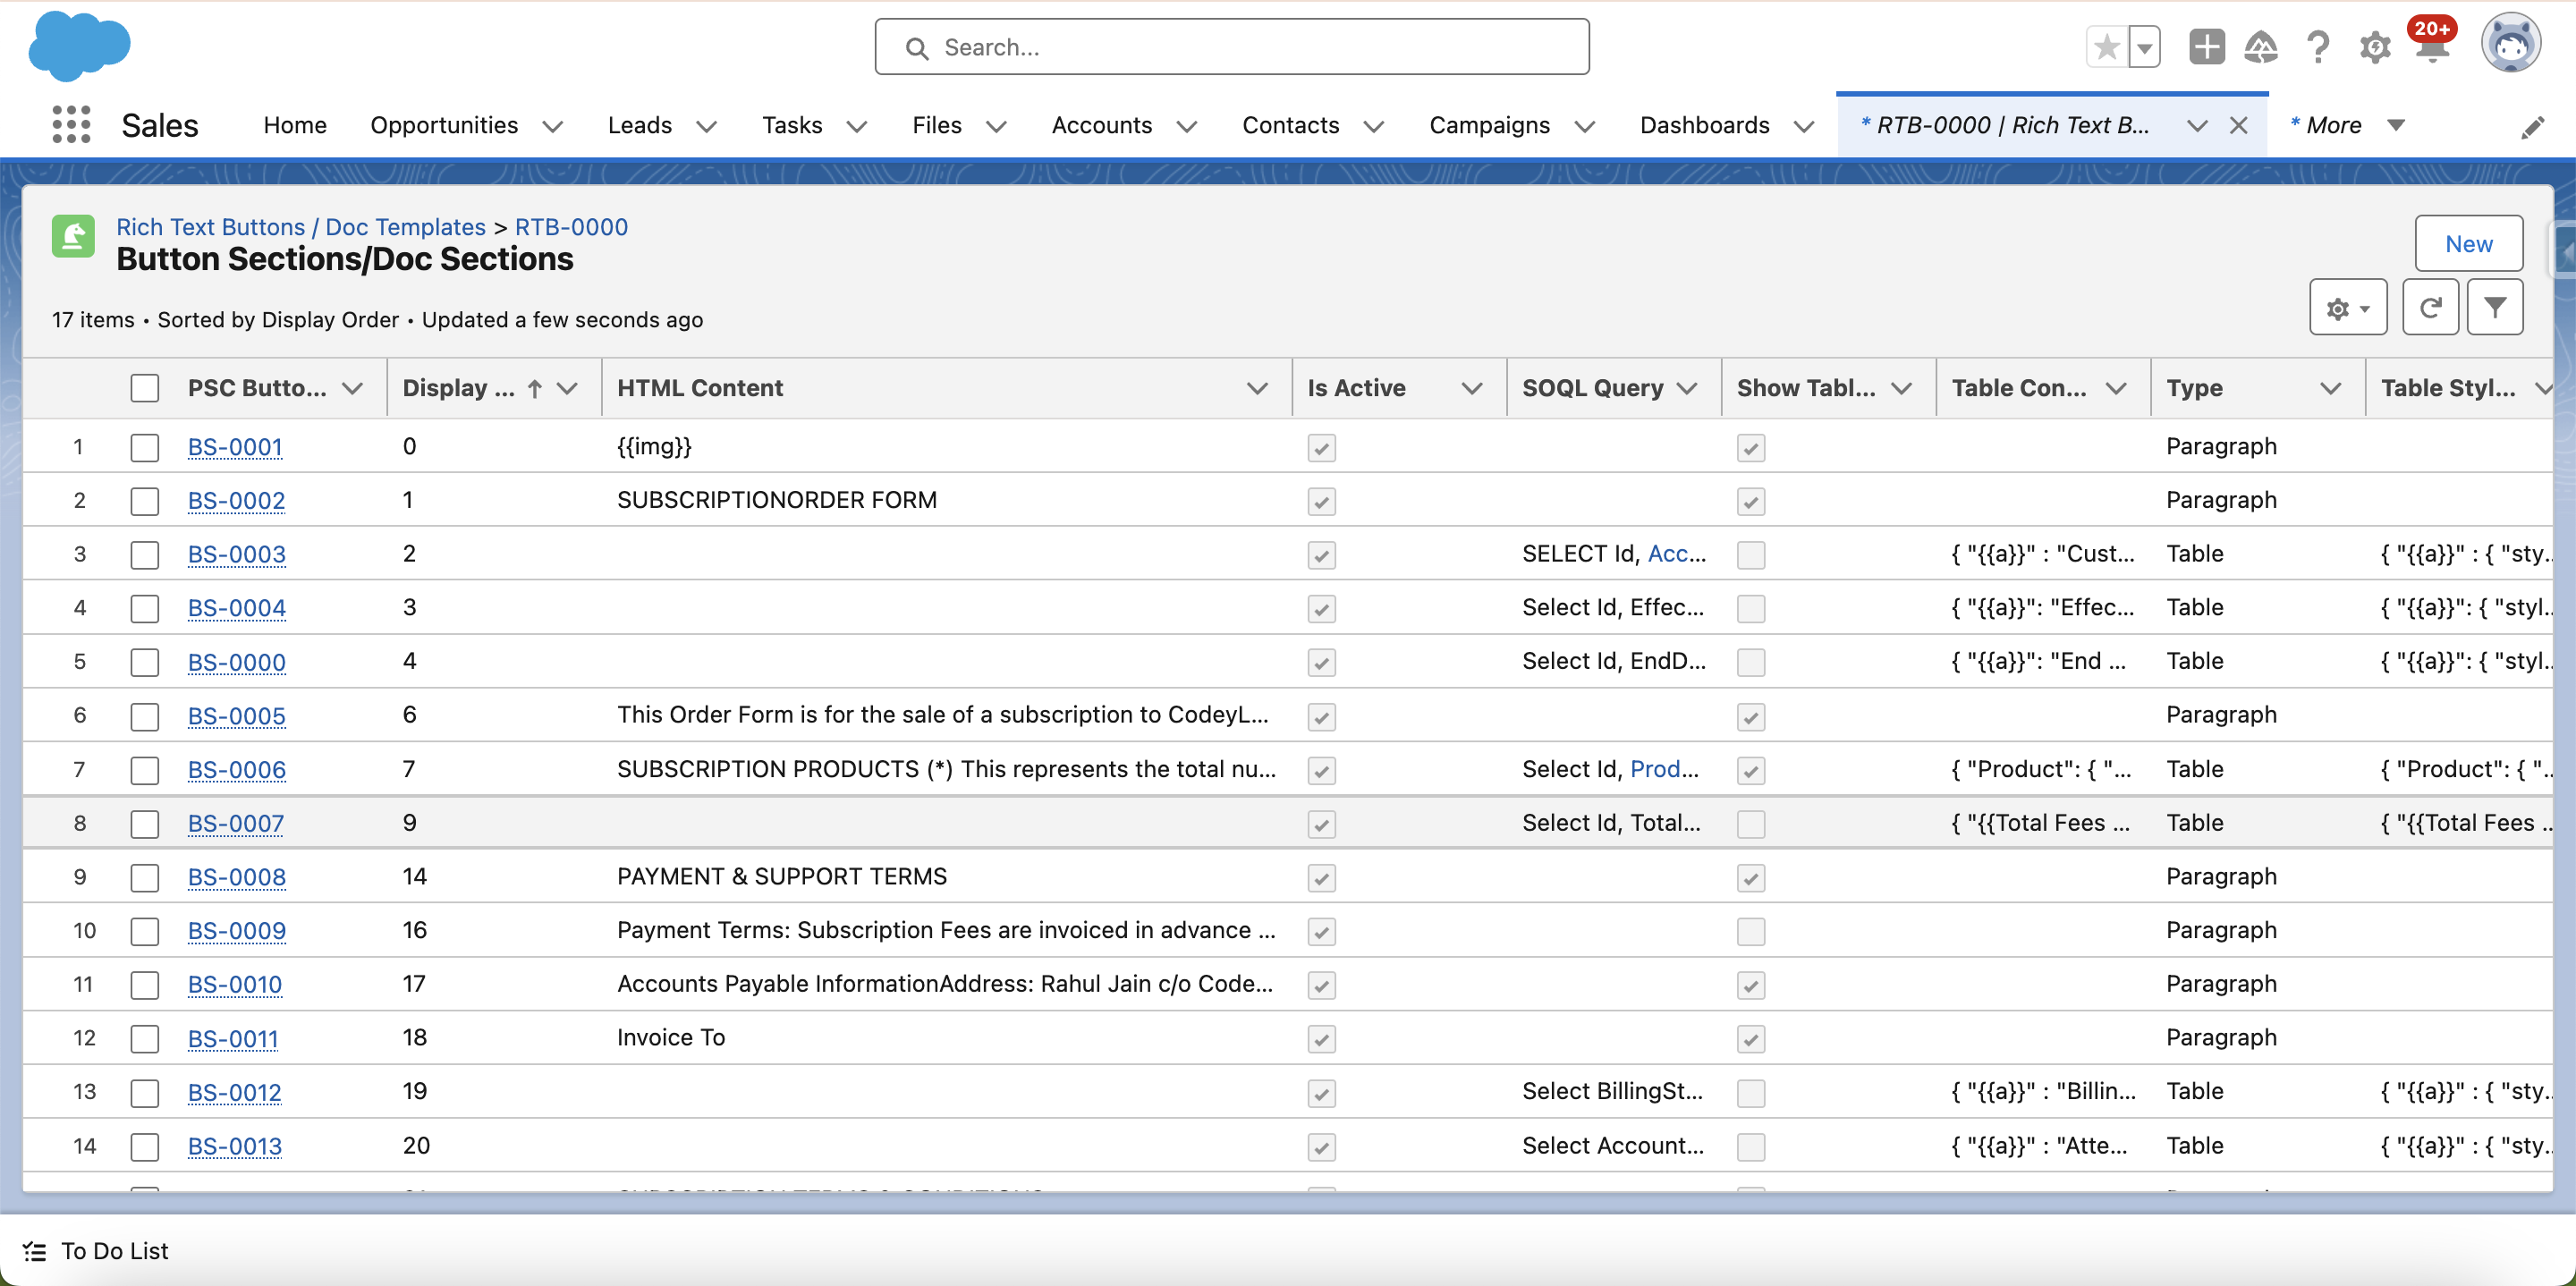 Search...
20+
Sales Home Opportunities Leads Tasks Files Accounts Contacts Campaigns Dashboards * RTB-0000 | Rich Text B... * More
Rich Text Buttons / Doc Templates > RTB-0000
Button Sections/Doc Sections
New
17 items • Sorted by Display Order • Updated a few seconds ago
PSC Butto... Display ... HTML Content Is Active SOQL Query Show Tabl... Table Con... Type Table Styl...
1 BS-0001 0 {{img}} Paragraph
2 BS-0002 1 SUBSCRIPTIONORDER FORM Paragraph
3 BS-0003 2 SELECT Id, Acc... { "{{a}}" : "Cust... Table { "{{a}}" : { "sty..
4 BS-0004 3 Select Id, Effec... { "{{a}}": "Effec... Table { "{{a}}": { "styl..
5 BS-0000 4 Select Id, EndD... { "{{a}}": "End ... Table { "{{a}}": { "styl..
6 BS-0005 6 This Order Form is for the sale of a subscription to CodeyL... Paragraph
7 BS-0006 7 SUBSCRIPTION PRODUCTS (*) This represents the total nu... Select Id, Prod... { "Product": { "... Table { "Product": { "..
8 BS-0007 9 Select Id, Total... { "{{Total Fees ... Table { "{{Total Fees ..
9 BS-0008 14 PAYMENT & SUPPORT TERMS Paragraph
10 BS-0009 16 Payment Terms: Subscription Fees are invoiced in advance ... Paragraph
11 BS-0010 17 Accounts Payable InformationAddress: Rahul Jain c/o Code... Paragraph
12 BS-0011 18 Invoice To Paragraph
13 BS-0012 19 Select BillingSt... { "{{a}}" : "Billin... Table { "{{a}}" : { "sty..
14 BS-0013 20 Select Account... { "{{a}}" : "Atte... Table { "{{a}}" : { "sty..
To Do List